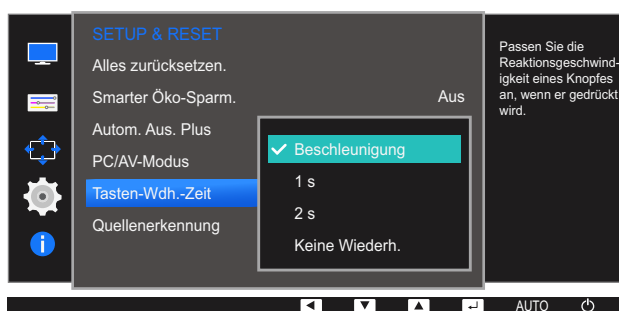 SETUP & RESET
Alles zurücksetzen.
Smarter Öko-Sparm. Aus
Autom. Aus. Plus
PC/AV-Modus
Tasten-Wdh.-Zeit
Quellenerkennung
Beschleunigung
1 s
2 s
Keine Wiederh.
Passen Sie die
Reaktionsgeschwind-
igkeit eines Knopfes
an, wenn er gedrückt
wird.
AUTO